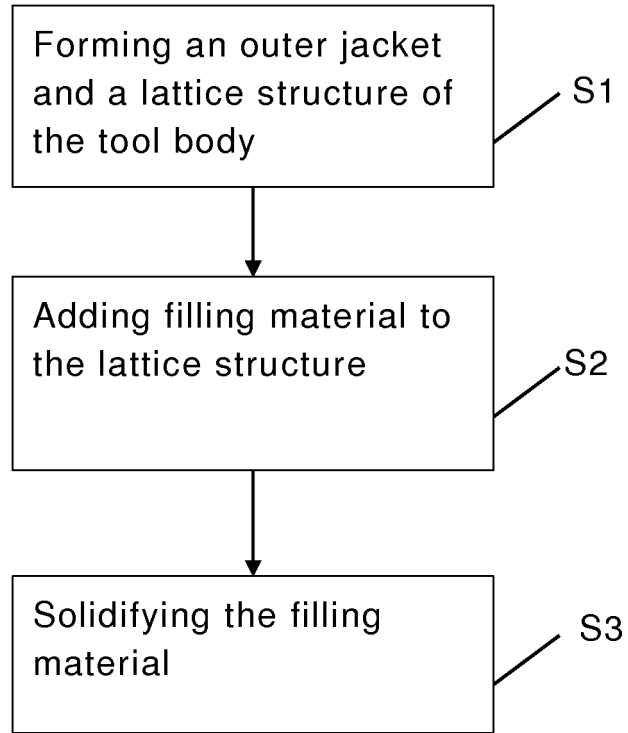 Forming an outer jacket
and a lattice structure of
the tool body
S1
Adding filling material to
the lattice structure
S2
Solidifying the filling
material
S3